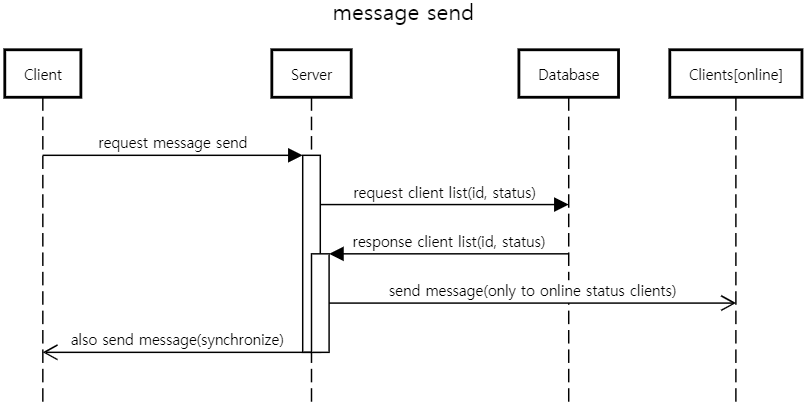 message send
Client
Server
Database
Clients[online]
request message send
request client list(id, status)
response client list(id, status)
send message(only to online status clients)
also send message(synchronize)